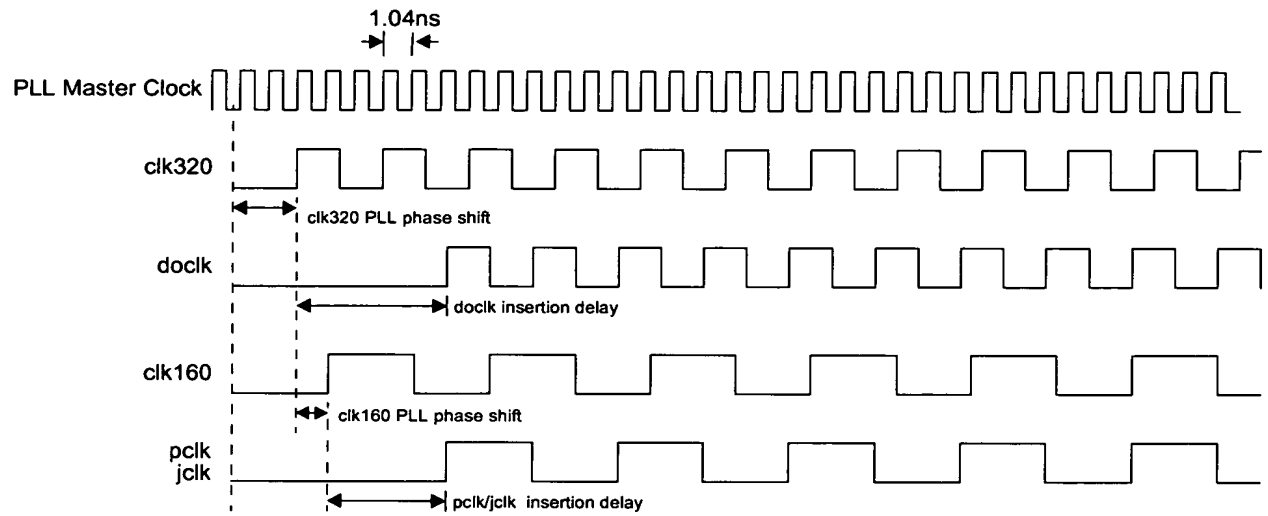 1.04ns
PLL Master Clock
clk320
clk320 PLL phase shift
doclk
doclk insertion delay
clk160
clk160 PLL phase shift
pclk
jclk
pclk/jclk insertion delay